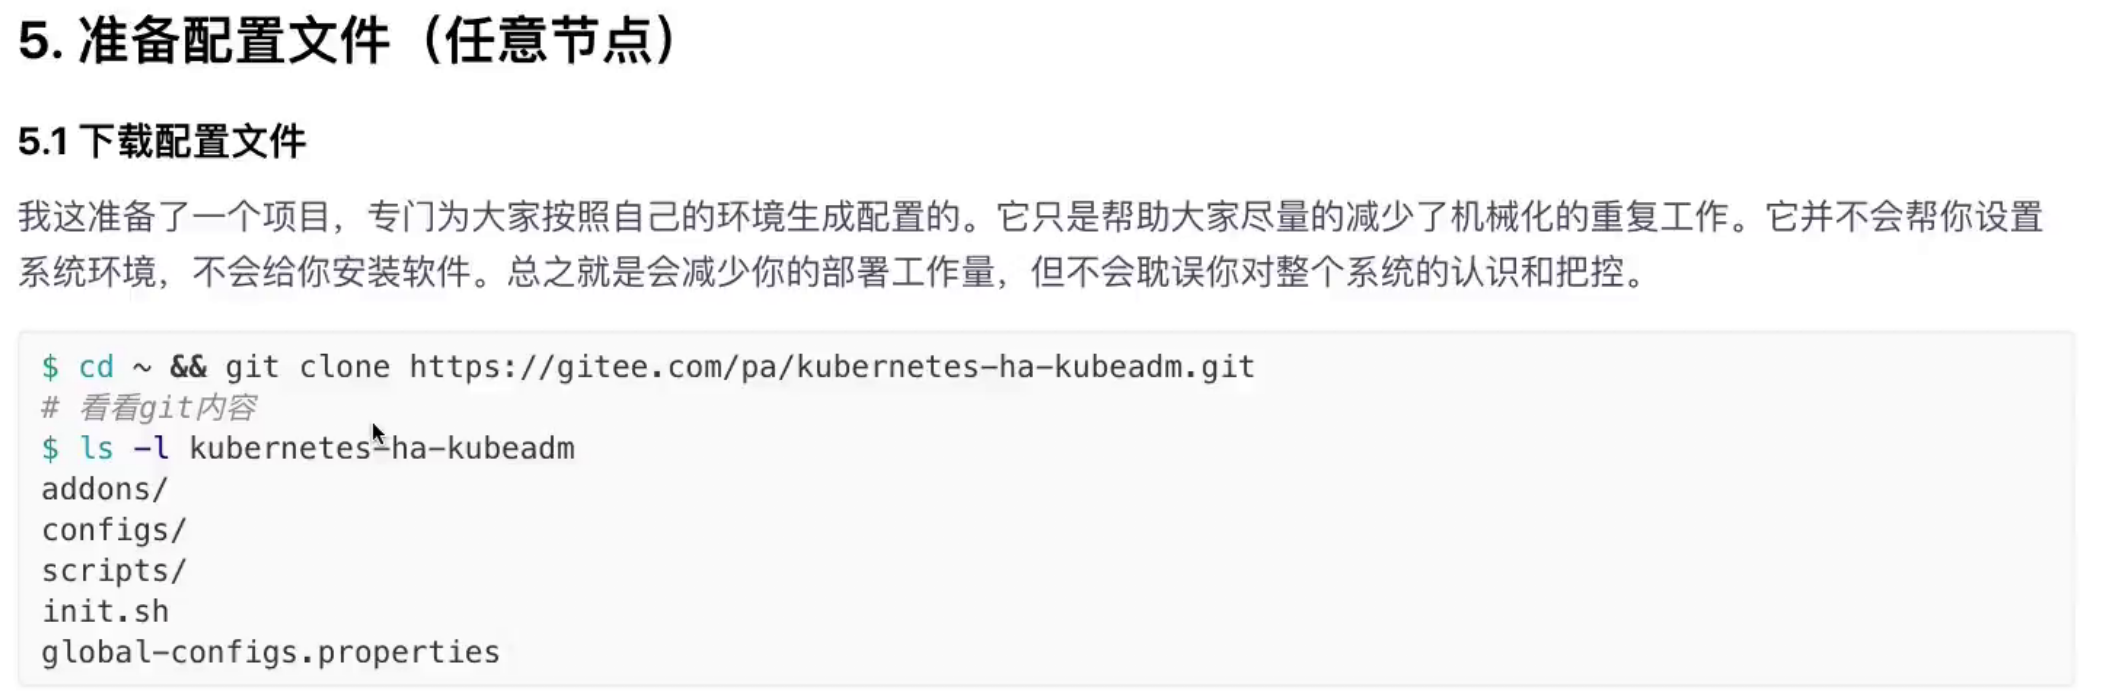 5. 准备配置文件（任意节点）
5.1 下载配置文件
我这准备了一个项目，专门为大家按照自己的环境生成配置的。它只是帮助大家尽量的减少了机械化的重复工作。它并不会帮你设置
系统环境，不会给你安装软件。总之就是会减少你的部署工作量，但不会耽误你对整个系统的认识和把控。
$ cd ~ && git clone https://gitee.com/pa/kubernetes-ha-kubeadm.git
# 看看git内容
$ ls -l kubernetes-ha-kubeadm
addons/
configs/
scripts/
init.sh
global-configs.properties